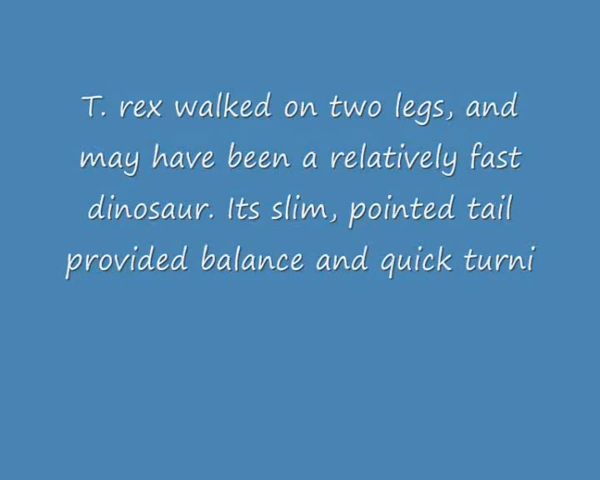 T. rex walked on two legs, and
may have been a relatively fast
dinosaur. Its slim, pointed tail
provided balance and quick turni